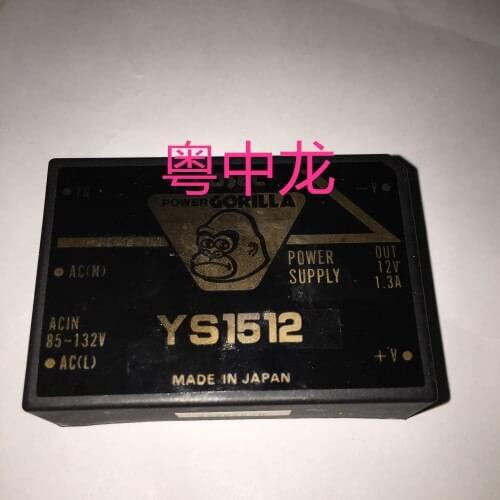 粤中龙
FG
-V
POWER GORILLA
AC(N)
POWER
SUPPLY
OUT
12V
1.3A
ACIN
85-132V
AC(L)
YS1512
+V
MADE IN JAPAN